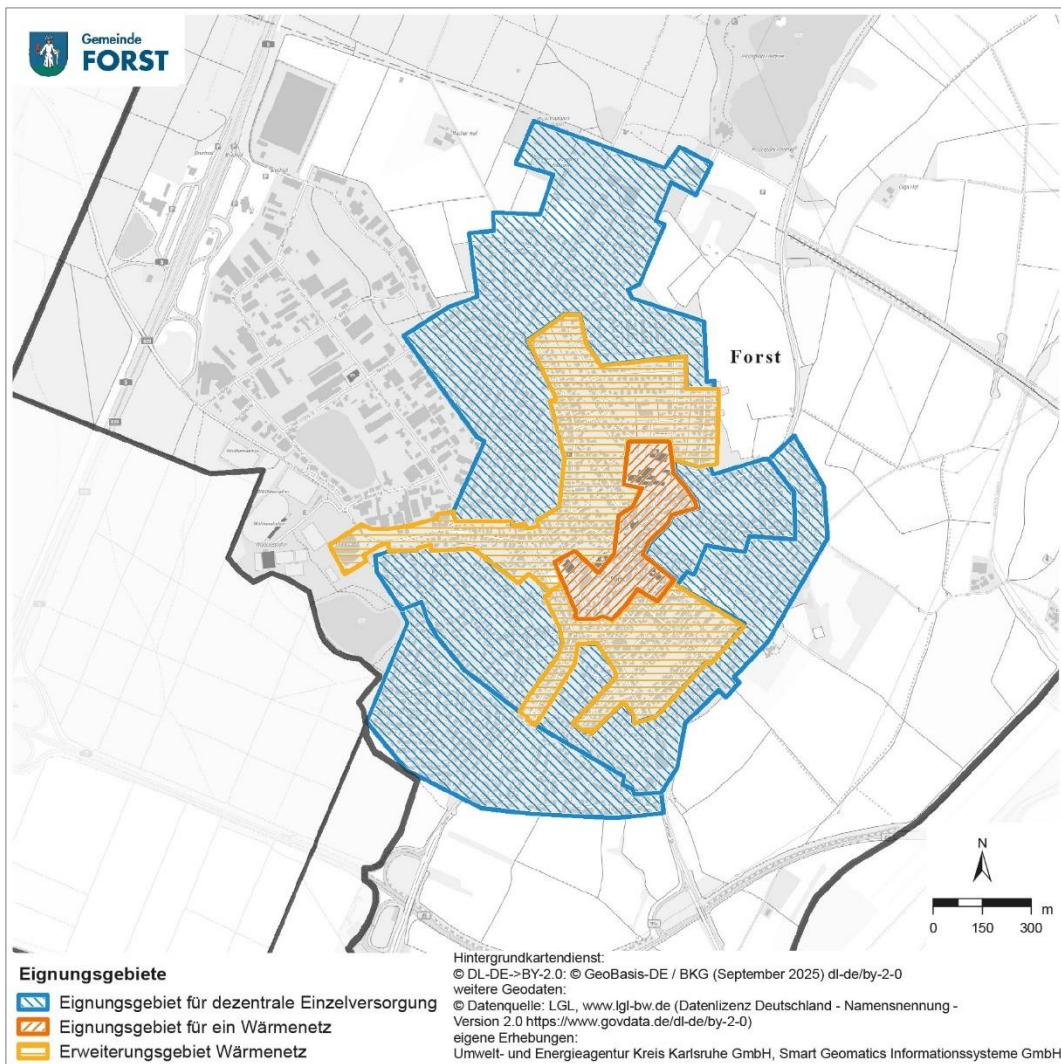 Gemeinde
FORST
Forst
N
m
0 150 300
Eignungsgebiete
Eignungsgebiet für dezentrale Einzelversorgung
Eignungsgebiet für ein Wärmenetz
Erweiterungsgebiet Wärmenetz
Hintergrundkartendienst:
© DL-DE->BY-2.0: © GeoBasis-DE / BKG (September 2025) dl-de/by-2-0
weitere Geodaten:
© Datenquelle: LGL, www.lgl-bw.de (Datenlizenz Deutschland - Namensnennung -
Version 2.0 https://www.govdata.de/dl-de/by-2-0)
eigene Erhebungen:
Umwelt- und Energieagentur Kreis Karlsruhe GmbH, Smart Geomatics Informationssysteme GmbH